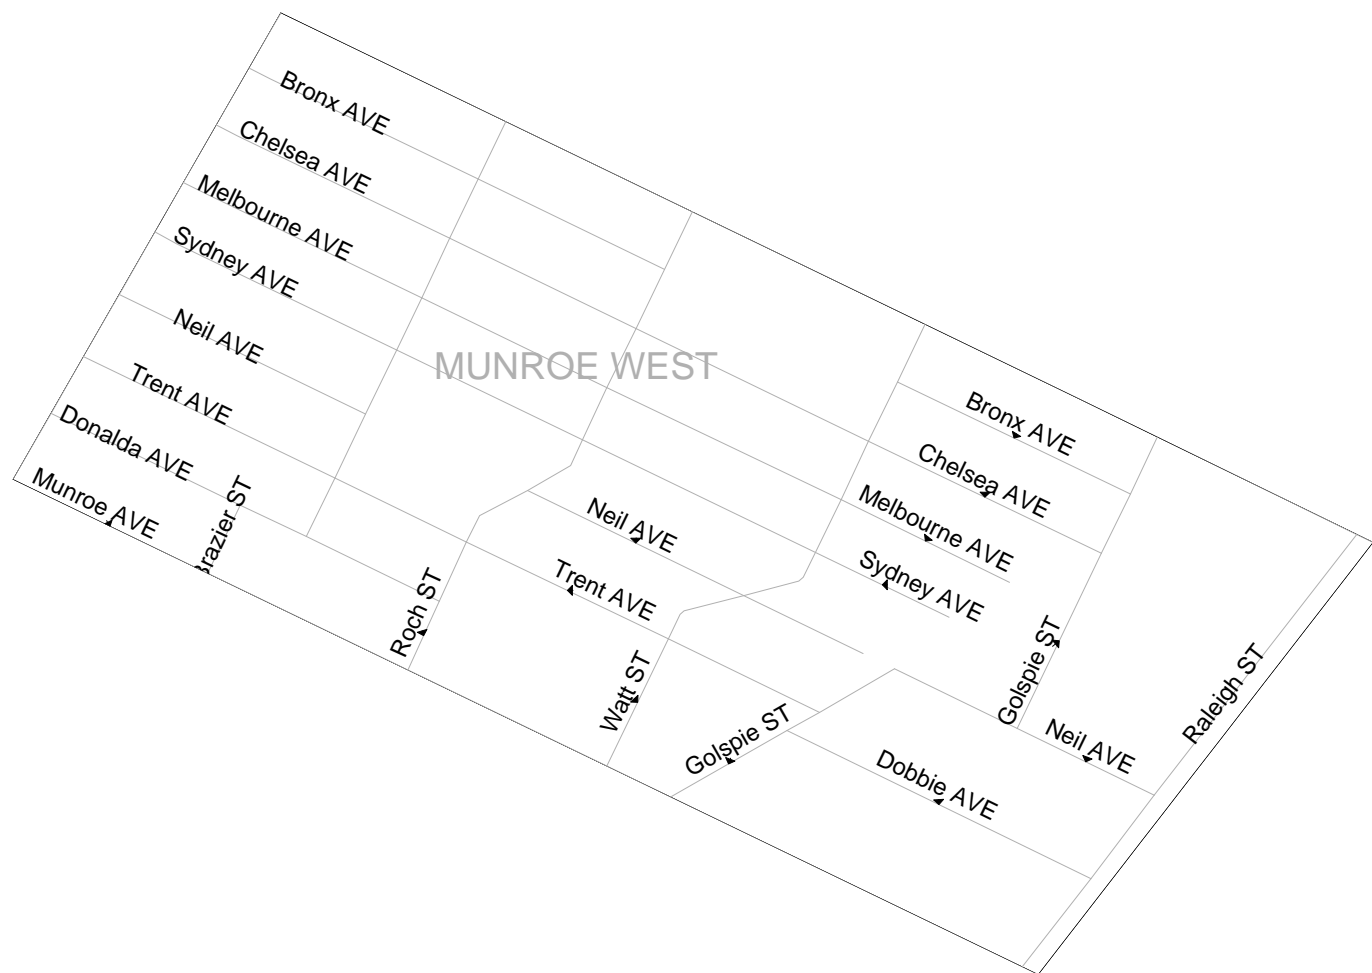 Bronx AVE
Chelsea AVE
Melbourne AVE
Sydney AVE
Neil AVE
MUNROE WEST
Trent AVE
Donalda AVE
Munroe AVE
Brazier ST
Bronx AVE
Chelsea AVE
Melbourne AVE
Neil AVE
Sydney AVE
Trent AVE
Roch ST
Watt ST
Golspie ST
Golspie ST
Raleigh ST
Neil AVE
Dobbie AVE